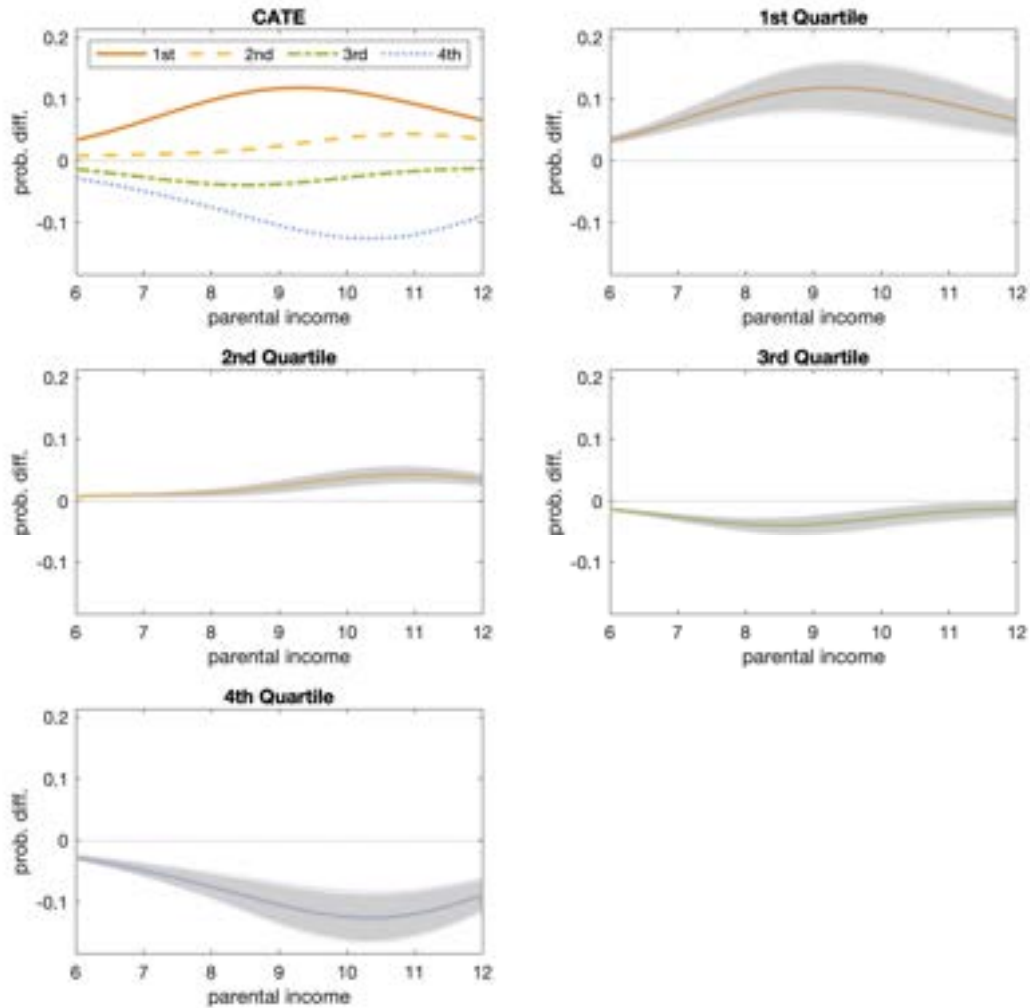 CATE
1st 2nd 3rd 4th
0.2
0.1
0
-0.1
prob. diff.
6 7 8 9 10 11 12
parental income
1st Quartile
0.2
0.1
0
-0.1
prob. diff.
6 7 8 9 10 11 12
parental income
2nd Quartile
0.2
0.1
0
-0.1
prob. diff.
6 7 8 9 10 11 12
parental income
3rd Quartile
0.2
0.1
0
-0.1
prob. diff.
6 7 8 9 10 11 12
parental income
4th Quartile
0.2
0.1
0
-0.1
prob. diff.
6 7 8 9 10 11 12
parental income